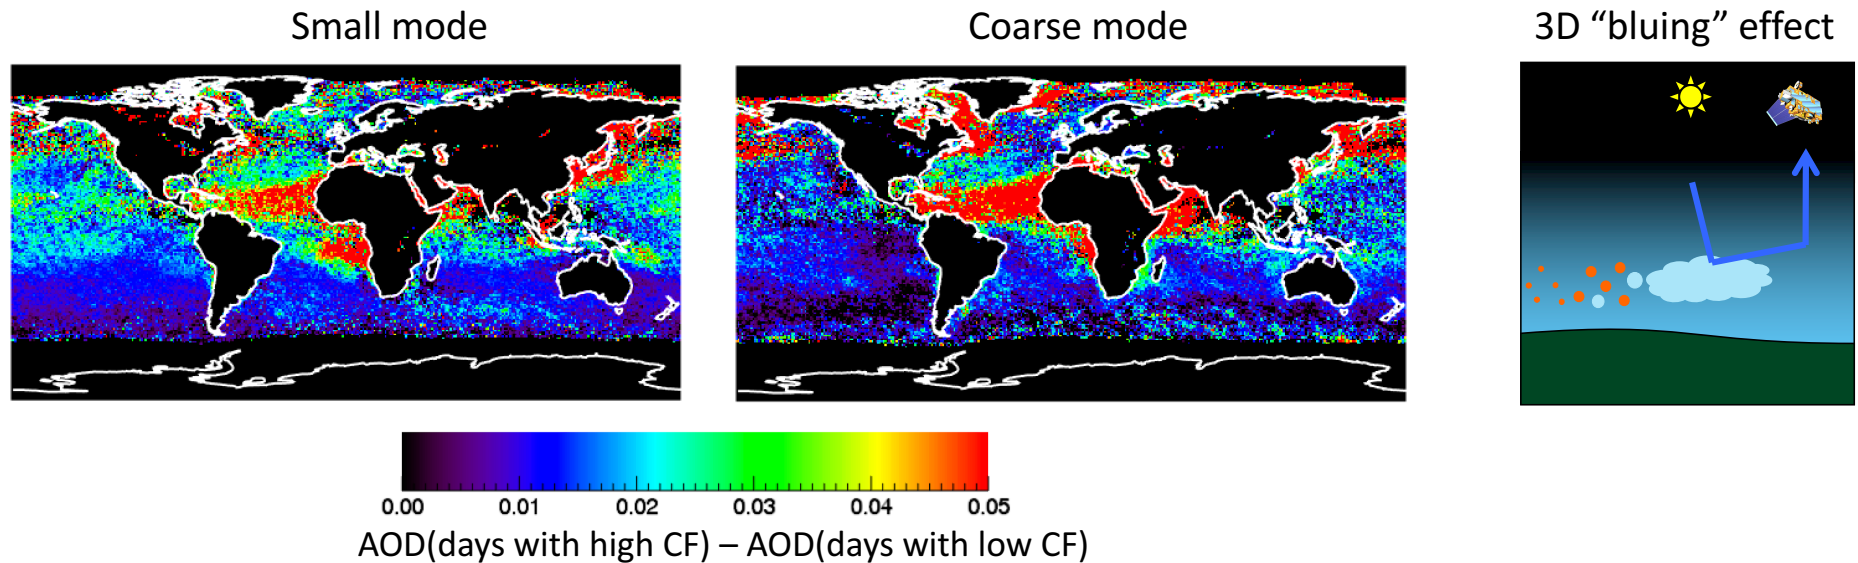 Small mode
Coarse mode
3D “bluing” effect
0.00 0.01 0.02 0.03 0.04 0.05
AOD(days with high CF) – AOD(days with low CF)